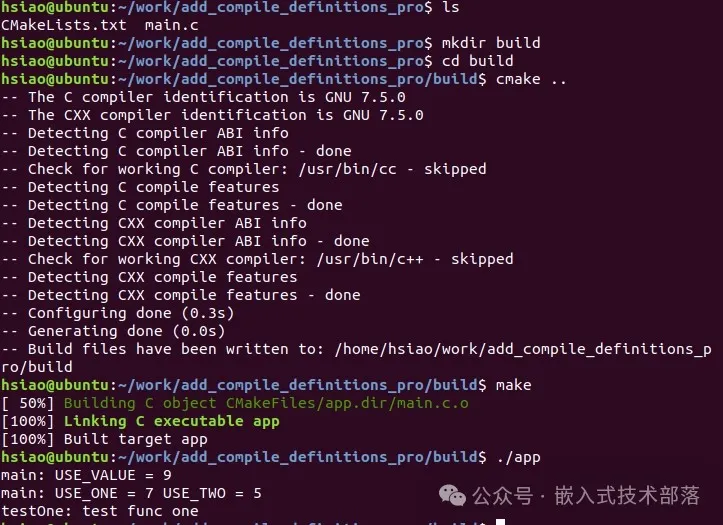 hsiao@ubuntu:~/work/add_compile_definitions_pro$ ls
CMakeLists.txt  main.c
hsiao@ubuntu:~/work/add_compile_definitions_pro$ mkdir build
hsiao@ubuntu:~/work/add_compile_definitions_pro$ cd build
hsiao@ubuntu:~/work/add_compile_definitions_pro/build$ cmake ..
-- The C compiler identification is GNU 7.5.0
-- The CXX compiler identification is GNU 7.5.0
-- Detecting C compiler ABI info
-- Detecting C compiler ABI info - done
-- Check for working C compiler: /usr/bin/cc - skipped
-- Detecting C compile features
-- Detecting C compile features - done
-- Detecting CXX compiler ABI info
-- Detecting CXX compiler ABI info - done
-- Check for working CXX compiler: /usr/bin/c++ - skipped
-- Detecting CXX compile features
-- Detecting CXX compile features - done
-- Configuring done (0.3s)
-- Generating done (0.0s)
-- Build files have been written to: /home/hsiao/work/add_compile_definitions_p
ro/build
hsiao@ubuntu:~/work/add_compile_definitions_pro/build$ make
[ 50%] Building C object CMakeFiles/app.dir/main.c.o
[100%] Linking C executable app
[100%] Built target app
hsiao@ubuntu:~/work/add_compile_definitions_pro/build$ ./app
main: USE_VALUE = 9
main: USE_ONE = 7 USE_TWO = 5
testOne: test func one
hsiao@ubuntu:~/work/add_compile_definitions_pro/build$
公众号 · 嵌入式技术部落